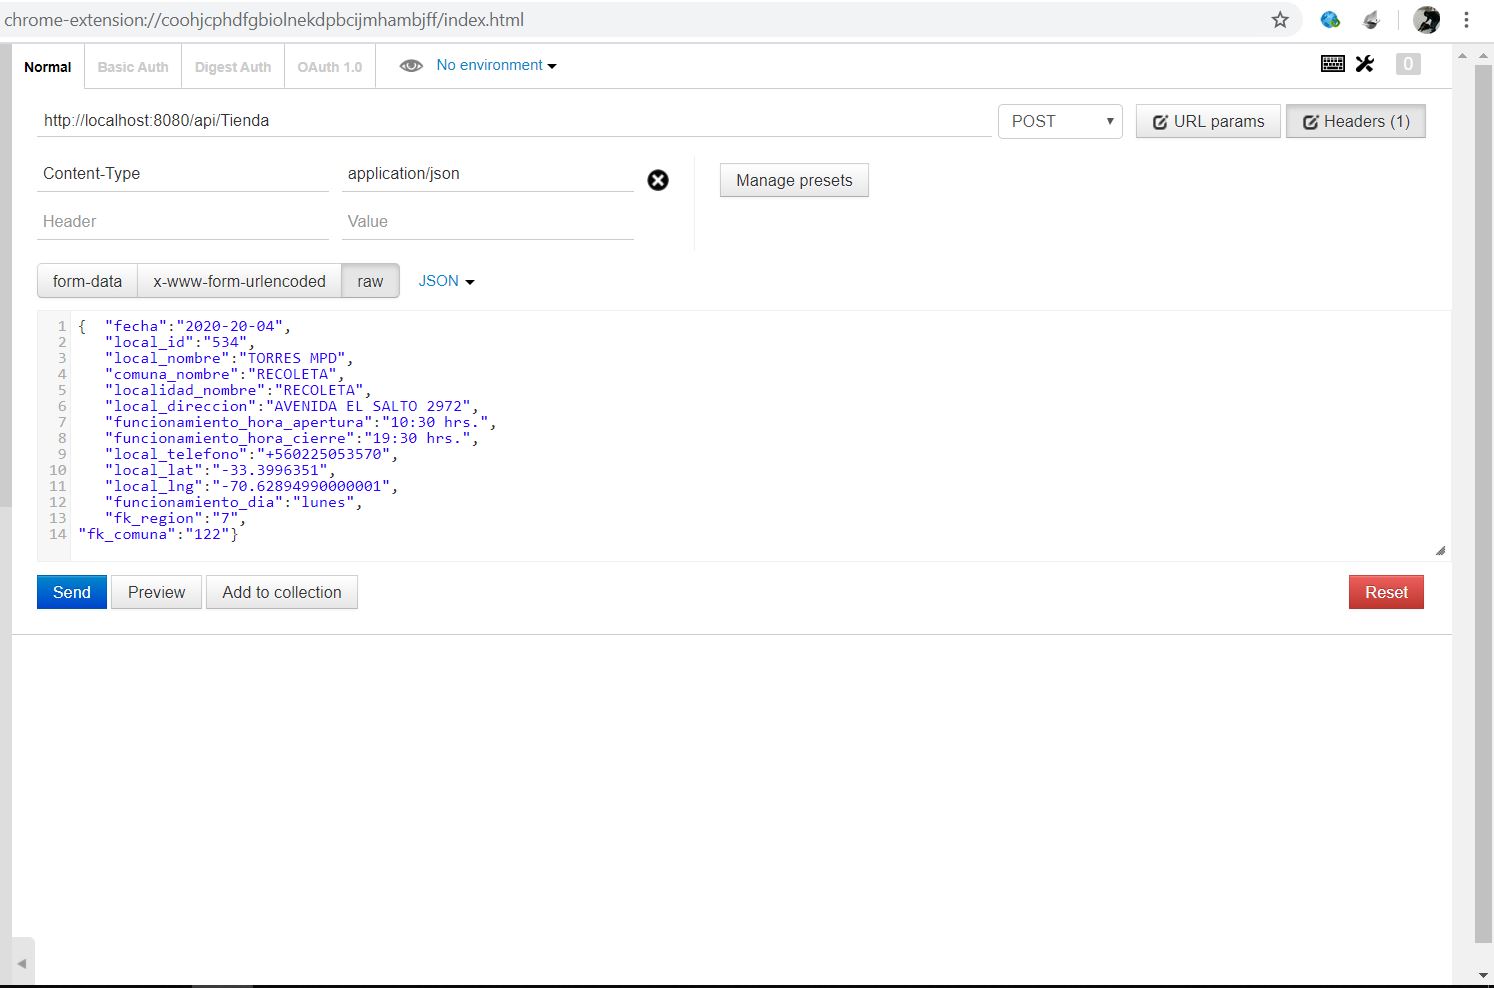 chrome-extension://coohjcphdfgbiolnekdpbcijmhambjff/index.html
Normal Basic Auth Digest Auth OAuth 1.0 No environment 0
http://localhost:8080/api/Tienda POST URL params Headers (1)
Content-Type application/json Manage presets
Header Value
form-data x-www-form-urlencoded raw JSON
1 { "fecha":"2020-20-04",
2 "local_id":"534",
3 "local_nombre":"TORRES MPD",
4 "comuna_nombre":"RECOLETA",
5 "localidad_nombre":"RECOLETA",
6 "local_direccion":"AVENIDA EL SALTO 2972",
7 "funcionamiento_hora_apertura":"10:30 hrs.",
8 "funcionamiento_hora_cierre":"19:30 hrs.",
9 "local_telefono":"+560225053570",
10 "local_lat":"-33.3996351",
11 "local_lng":"-70.62894990000001",
12 "funcionamiento_dia":"lunes",
13 "fk_region":"7",
14 "fk_comuna":"122"}
Send Preview Add to collection Reset